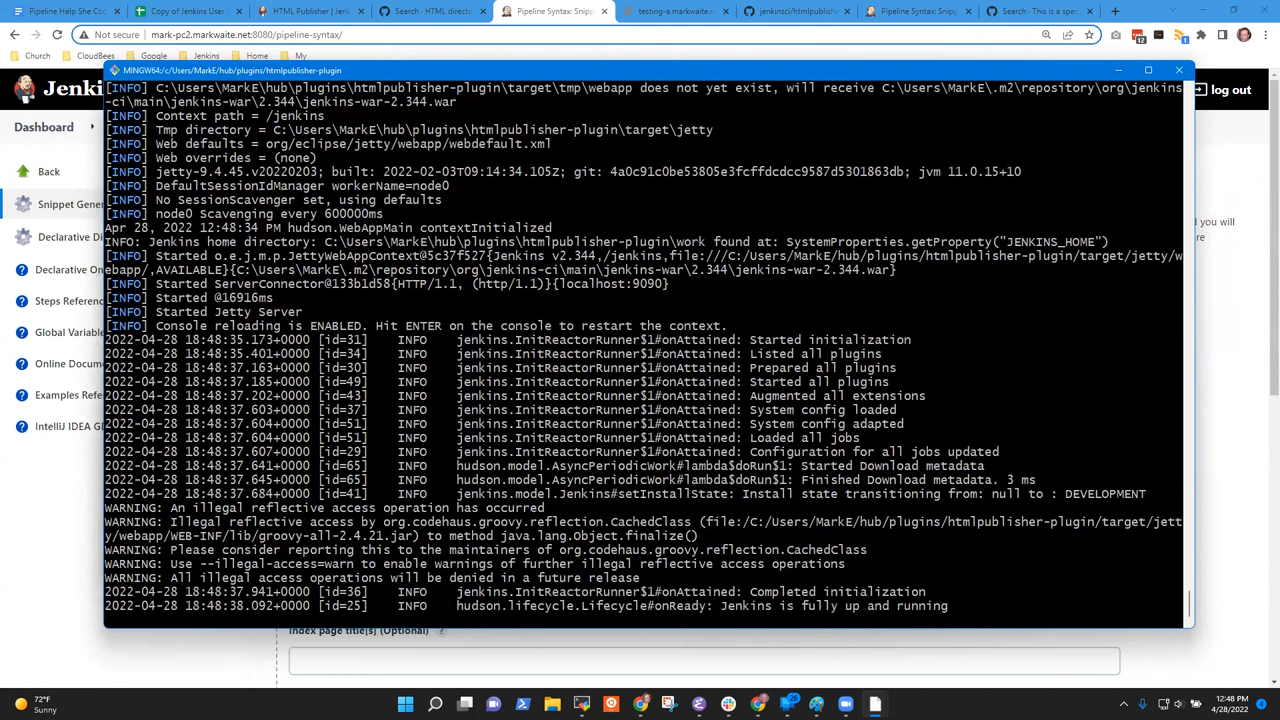 Pipeline Help She Co
Copy of Jenkins User
HTML Publisher | Jenkins
Search - HTML direct
Pipeline Syntax: Snipp
testing-a.markwaite.n
jenkinsci/htmlpublishe
Pipeline Syntax: Snipp
Search - This is a spe
Not secure | mark-pc2.markwaite.net:8080/pipeline-syntax/
12
1
Church
CloudBees
Google
Jenkins
Home
My
MINGW64:/c/Users/MarkE/hub/plugins/htmlpublisher-plugin
Jenki
log out
Dashboard
Back
Snippet Gener
Declarative Di
Declarative Onl
Steps Referenc
Global Variabl
Online Docum
Examples Refe
IntelliJ IDEA G
d you will
[INFO] C:\Users\MarkE\hub\plugins\htmlpublisher-plugin\target\tmp\webapp does not yet exist, will receive C:\Users\MarkE\.m2\repository\org\jenkins
-ci\main\jenkins-war\2.344\jenkins-war-2.344.war
[INFO] Context path = /jenkins
[INFO] Tmp directory = C:\Users\MarkE\hub\plugins\htmlpublisher-plugin\target\jetty
[INFO] Web defaults = org/eclipse/jetty/webapp/webdefault.xml
[INFO] Web overrides = (none)
[INFO] jetty-9.4.45.v20220203; built: 2022-02-03T09:14:34.105Z; git: 4a0c91c0be53805e3fcffdcdcc9587d5301863db; jvm 11.0.15+10
[INFO] DefaultSessionIdManager workerName=node0
[INFO] No SessionScavenger set, using defaults
[INFO] node0 Scavenging every 600000ms
Apr 28, 2022 12:48:34 PM hudson.WebAppMain contextInitialized
INFO: Jenkins home directory: C:\Users\MarkE\hub\plugins\htmlpublisher-plugin\work found at: SystemProperties.getProperty("JENKINS_HOME")
[INFO] Started o.e.j.m.p.JettyWebAppContext@5c37f527{Jenkins v2.344,/jenkins,file:///C:/Users/MarkE/hub/plugins/htmlpublisher-plugin/target/jetty/w
ebapp/,AVAILABLE}{C:\Users\MarkE\.m2\repository\org\jenkins-ci\main\jenkins-war\2.344\jenkins-war-2.344.war}
[INFO] Started ServerConnector@133b1d58{HTTP/1.1, (http/1.1)}{localhost:9090}
[INFO] Started @16916ms
[INFO] Started Jetty Server
[INFO] Console reloading is ENABLED. Hit ENTER on the console to restart the context.
2022-04-28 18:48:35.173+0000 [id=31] INFO jenkins.InitReactorRunner$1#onAttained: Started initialization
2022-04-28 18:48:35.401+0000 [id=34] INFO jenkins.InitReactorRunner$1#onAttained: Listed all plugins
2022-04-28 18:48:37.163+0000 [id=30] INFO jenkins.InitReactorRunner$1#onAttained: Prepared all plugins
2022-04-28 18:48:37.185+0000 [id=49] INFO jenkins.InitReactorRunner$1#onAttained: Started all plugins
2022-04-28 18:48:37.202+0000 [id=43] INFO jenkins.InitReactorRunner$1#onAttained: Augmented all extensions
2022-04-28 18:48:37.603+0000 [id=37] INFO jenkins.InitReactorRunner$1#onAttained: System config loaded
2022-04-28 18:48:37.604+0000 [id=51] INFO jenkins.InitReactorRunner$1#onAttained: System config adapted
2022-04-28 18:48:37.604+0000 [id=51] INFO jenkins.InitReactorRunner$1#onAttained: Loaded all jobs
2022-04-28 18:48:37.607+0000 [id=29] INFO jenkins.InitReactorRunner$1#onAttained: Configuration for all jobs updated
2022-04-28 18:48:37.641+0000 [id=65] INFO hudson.model.AsyncPeriodicWork#lambda$doRun$1: Started Download metadata
2022-04-28 18:48:37.645+0000 [id=65] INFO hudson.model.AsyncPeriodicWork#lambda$doRun$1: Finished Download metadata. 3 ms
2022-04-28 18:48:37.684+0000 [id=41] INFO jenkins.model.Jenkins#setInstallState: Install state transitioning from: null to : DEVELOPMENT
WARNING: An illegal reflective access operation has occurred
WARNING: Illegal reflective access by org.codehaus.groovy.reflection.CachedClass (file:/C:/Users/MarkE/hub/plugins/htmlpublisher-plugin/target/jett
y/webapp/WEB-INF/lib/groovy-all-2.4.21.jar) to method java.lang.Object.finalize()
WARNING: Please consider reporting this to the maintainers of org.codehaus.groovy.reflection.CachedClass
WARNING: Use --illegal-access=warn to enable warnings of further illegal reflective access operations
WARNING: All illegal access operations will be denied in a future release
2022-04-28 18:48:37.941+0000 [id=36] INFO jenkins.InitReactorRunner$1#onAttained: Completed initialization
2022-04-28 18:48:38.092+0000 [id=25] INFO hudson.lifecycle.Lifecycle#onReady: Jenkins is fully up and running
Index page title[s] (Optional) ?
72°F
Sunny
26
12:48 PM
4/28/2022